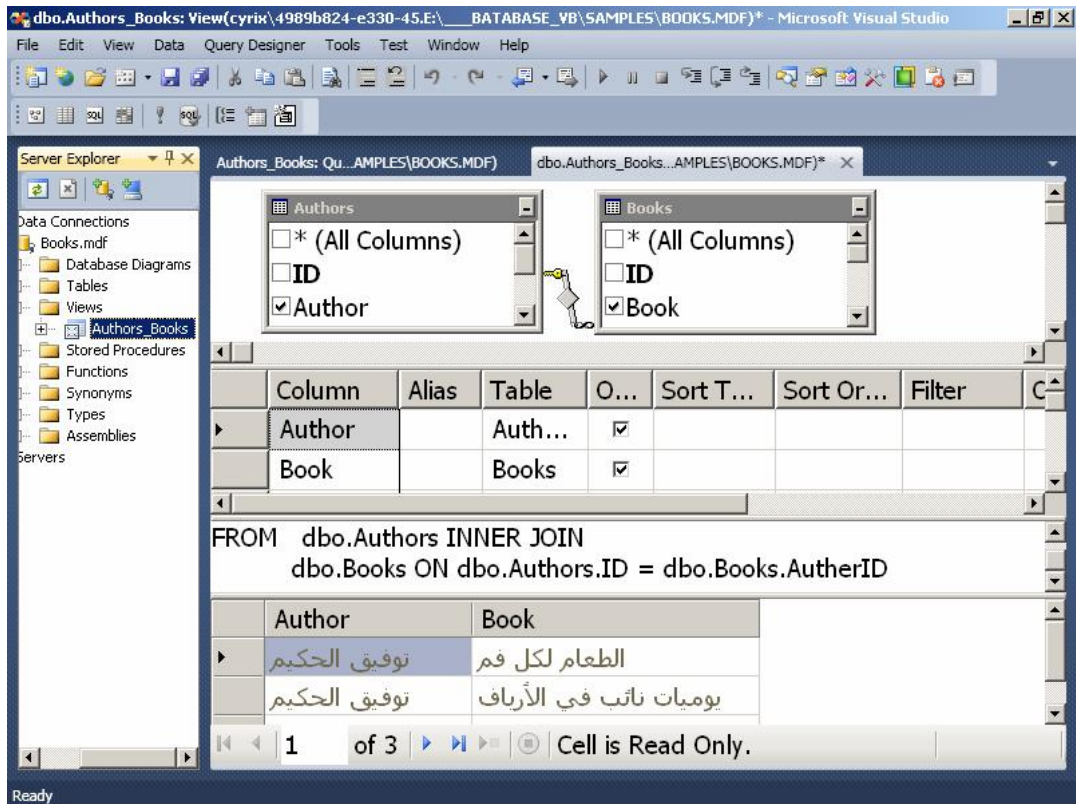 dbo.Authors_Books: View(cyrix\4989b824-e330-45.E:\___BATABASE_VB\SAMPLES\BOOKS.MDF)* - Microsoft Visual Studio
File Edit View Data Query Designer Tools Test Window Help
Server Explorer
Authors_Books: Qu...AMPLES\BOOKS.MDF) dbo.Authors_Books...AMPLES\BOOKS.MDF)*
Data Connections
Books.mdf
Database Diagrams
Tables
Views
Authors_Books
Stored Procedures
Functions
Synonyms
Types
Assemblies
Servers
Authors
* (All Columns)
ID
Author
Books
* (All Columns)
ID
Book
Column Alias Table O... Sort T... Sort Or... Filter
Author Auth...
Book Books
FROM dbo.Authors INNER JOIN
dbo.Books ON dbo.Authors.ID = dbo.Books.AutherID
Author Book
توفيق الحكيم الطعام لكل فم
توفيق الحكيم يوميات نائب في الأرياف
1 of 3 Cell is Read Only.
Ready